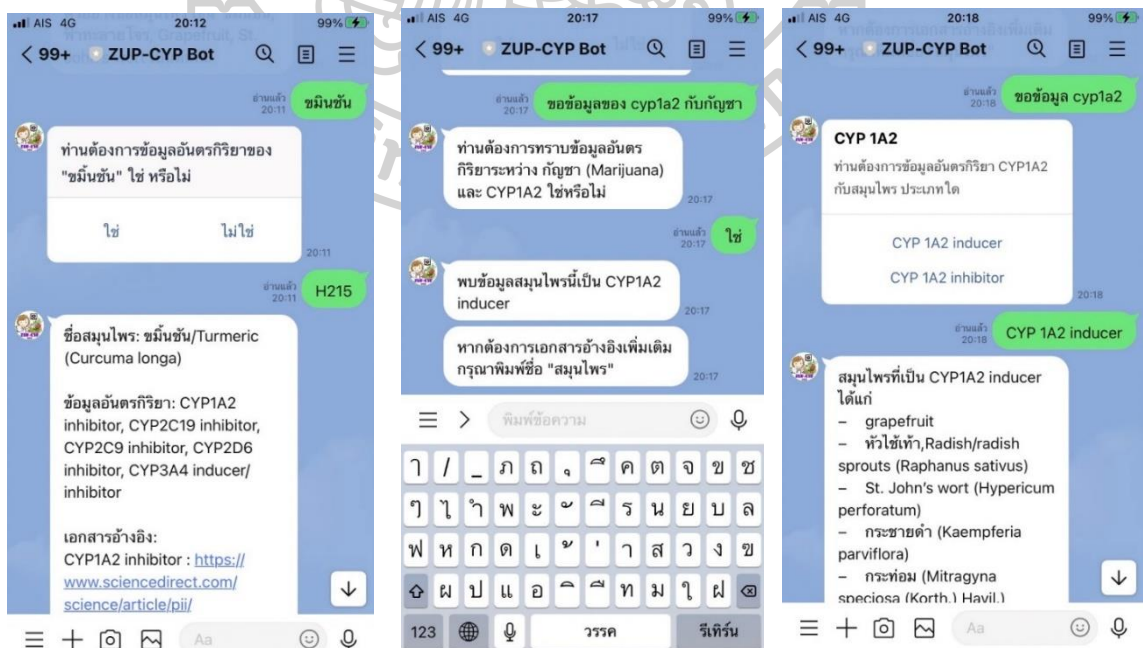 AIS 4G 20:12 99%
99+ ZUP-CYP Bot
อ่านแล้ว
20:11
ขมินชัน
ท่านต้องการข้อมูลอันตรกิริยาของ
"ขมิ้นชัน" ใช่ หรือไม่
ใช่ ไม่ใช่
20:11
อ่านแล้ว
20:11
H215
ชื่อสมุนไพร: ขมิ้นชัน/Turmeric
(Curcuma longa)
ข้อมูลอันตรกิริยา: CYP1A2
inhibitor, CYP2C19 inhibitor,
CYP2C9 inhibitor, CYP2D6
inhibitor, CYP3A4 inducer/
inhibitor
เอกสารอ้างอิง:
CYP1A2 inhibitor : https://
www.sciencedirect.com/
science/article/pii/
Aa
AIS 4G 20:17 99%
99+ ZUP-CYP Bot
อ่านแล้ว
20:17
ขอข้อมูลของ cyp1a2 กับกัญชา
ท่านต้องการทราบข้อมูลอันตร
กิริยาระหว่าง กัญชา (Marijuana)
และ CYP1A2 ใช่หรือไม่
20:17
อ่านแล้ว
20:17
ใช่
พบข้อมูลสมุนไพรนี้เป็น CYP1A2
inducer
20:17
หากต้องการเอกสารอ้างอิงเพิ่มเติม
กรุณาพิมพ์ชื่อ "สมุนไพร"
20:17
พิมพ์ข้อความ
า / _ ภ ถ ุ ึ ค ต จ ข ช
ๆ ไ ำ พ ะ ั ี ร น ย บ ล
ฟ ห ก ด เ ้ ่ า ส ว ง ข
ผ ป แ อ ิ ื ท ม ใ ฝ
123 วรรค รีเทิร์น
AIS 4G 20:18 99%
99+ ZUP-CYP Bot
อ่านแล้ว
20:18
ขอข้อมูล cyp1a2
CYP 1A2
ท่านต้องการข้อมูลอันตรกิริยา CYP1A2
กับสมุนไพร ประเภทใด
CYP 1A2 inducer
CYP 1A2 inhibitor
20:18
อ่านแล้ว
20:18
CYP 1A2 inducer
สมุนไพรที่เป็น CYP1A2 inducer
ได้แก่
– grapefruit
– หัวไช้เท้า,Radish/radish
sprouts (Raphanus sativus)
– St. John's wort (Hypericum
perforatum)
– กระชายดำ (Kaempferia
parviflora)
– กระท่อม (Mitragyna
speciosa (Korth.) Havil.)
Aa